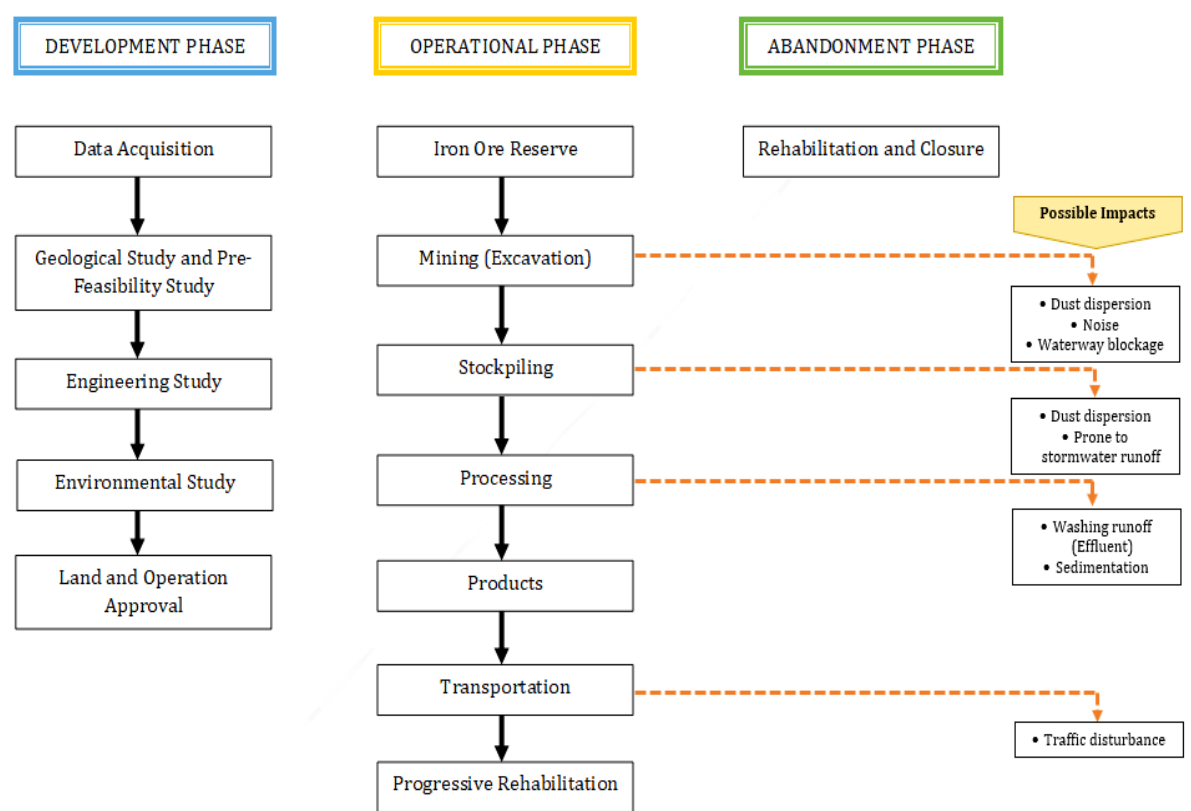 DEVELOPMENT PHASE
OPERATIONAL PHASE
ABANDONMENT PHASE
Data Acquisition
Geological Study and Pre-
Feasibility Study
Engineering Study
Environmental Study
Land and Operation
Approval
Iron Ore Reserve
Mining (Excavation)
Stockpiling
Processing
Products
Transportation
Progressive Rehabilitation
Rehabilitation and Closure
Possible Impacts
• Dust dispersion
• Noise
• Waterway blockage
• Dust dispersion
• Prone to
stormwater runoff
• Washing runoff
(Effluent)
• Sedimentation
• Traffic disturbance